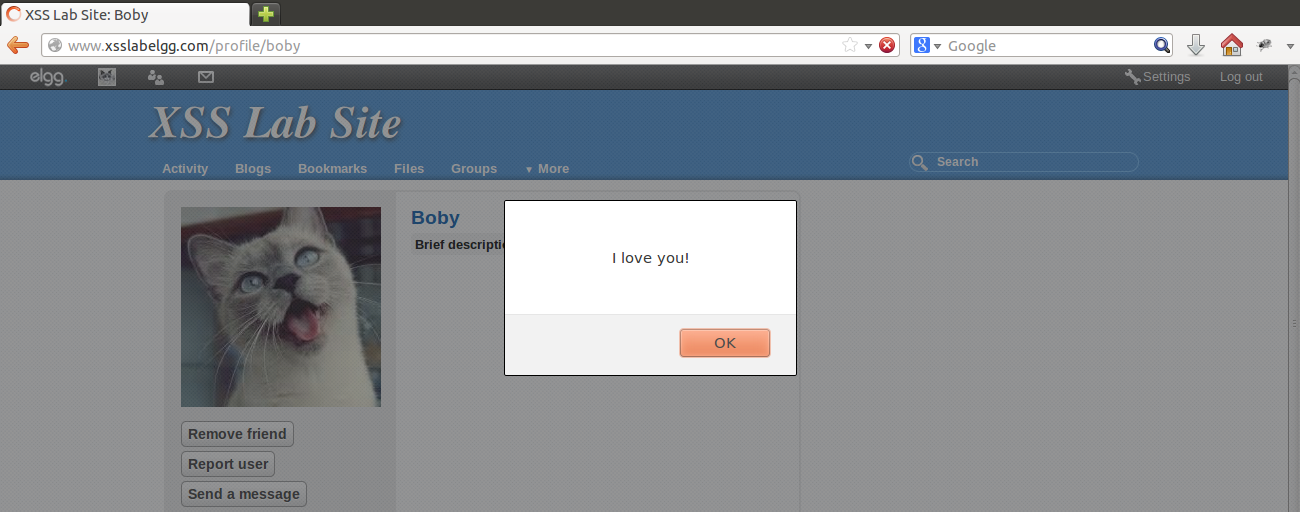 XSS Lab Site: Boby
www.xsslabelgg.com/profile/boby
Google
elgg.
Settings
Log out
XSS Lab Site
Activity
Blogs
Bookmarks
Files
Groups
▼ More
Search
Boby
Brief descriptio
I love you!
OK
Remove friend
Report user
Send a message